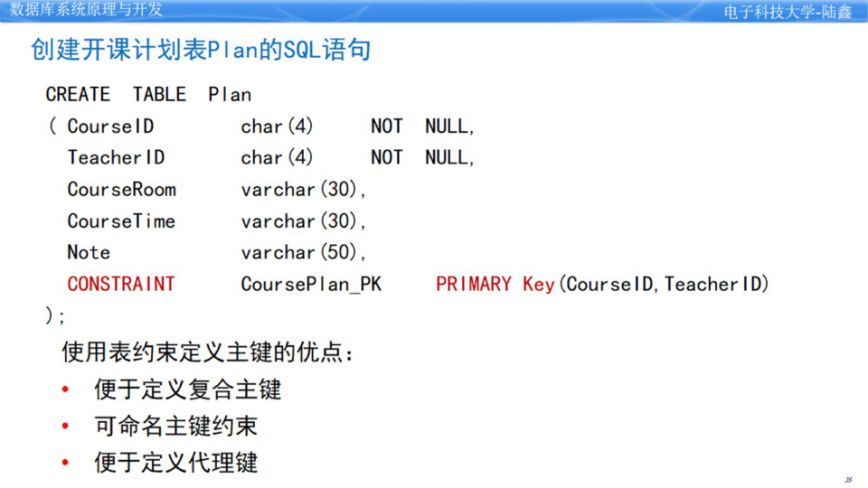 数据库系统原理与开发
电子科技大学-陆鑫
创建开课计划表Plan的SQL语句
CREATE TABLE Plan
( CourseID char(4) NOT NULL,
TeacherID char(4) NOT NULL,
CourseRoom varchar(30),
CourseTime varchar(30),
Note varchar(50),
CONSTRAINT CoursePlan_PK PRIMARY Key(CourseID,TeacherID)
);
使用表约束定义主键的优点：
• 便于定义复合主键
• 可命名主键约束
• 便于定义代理键